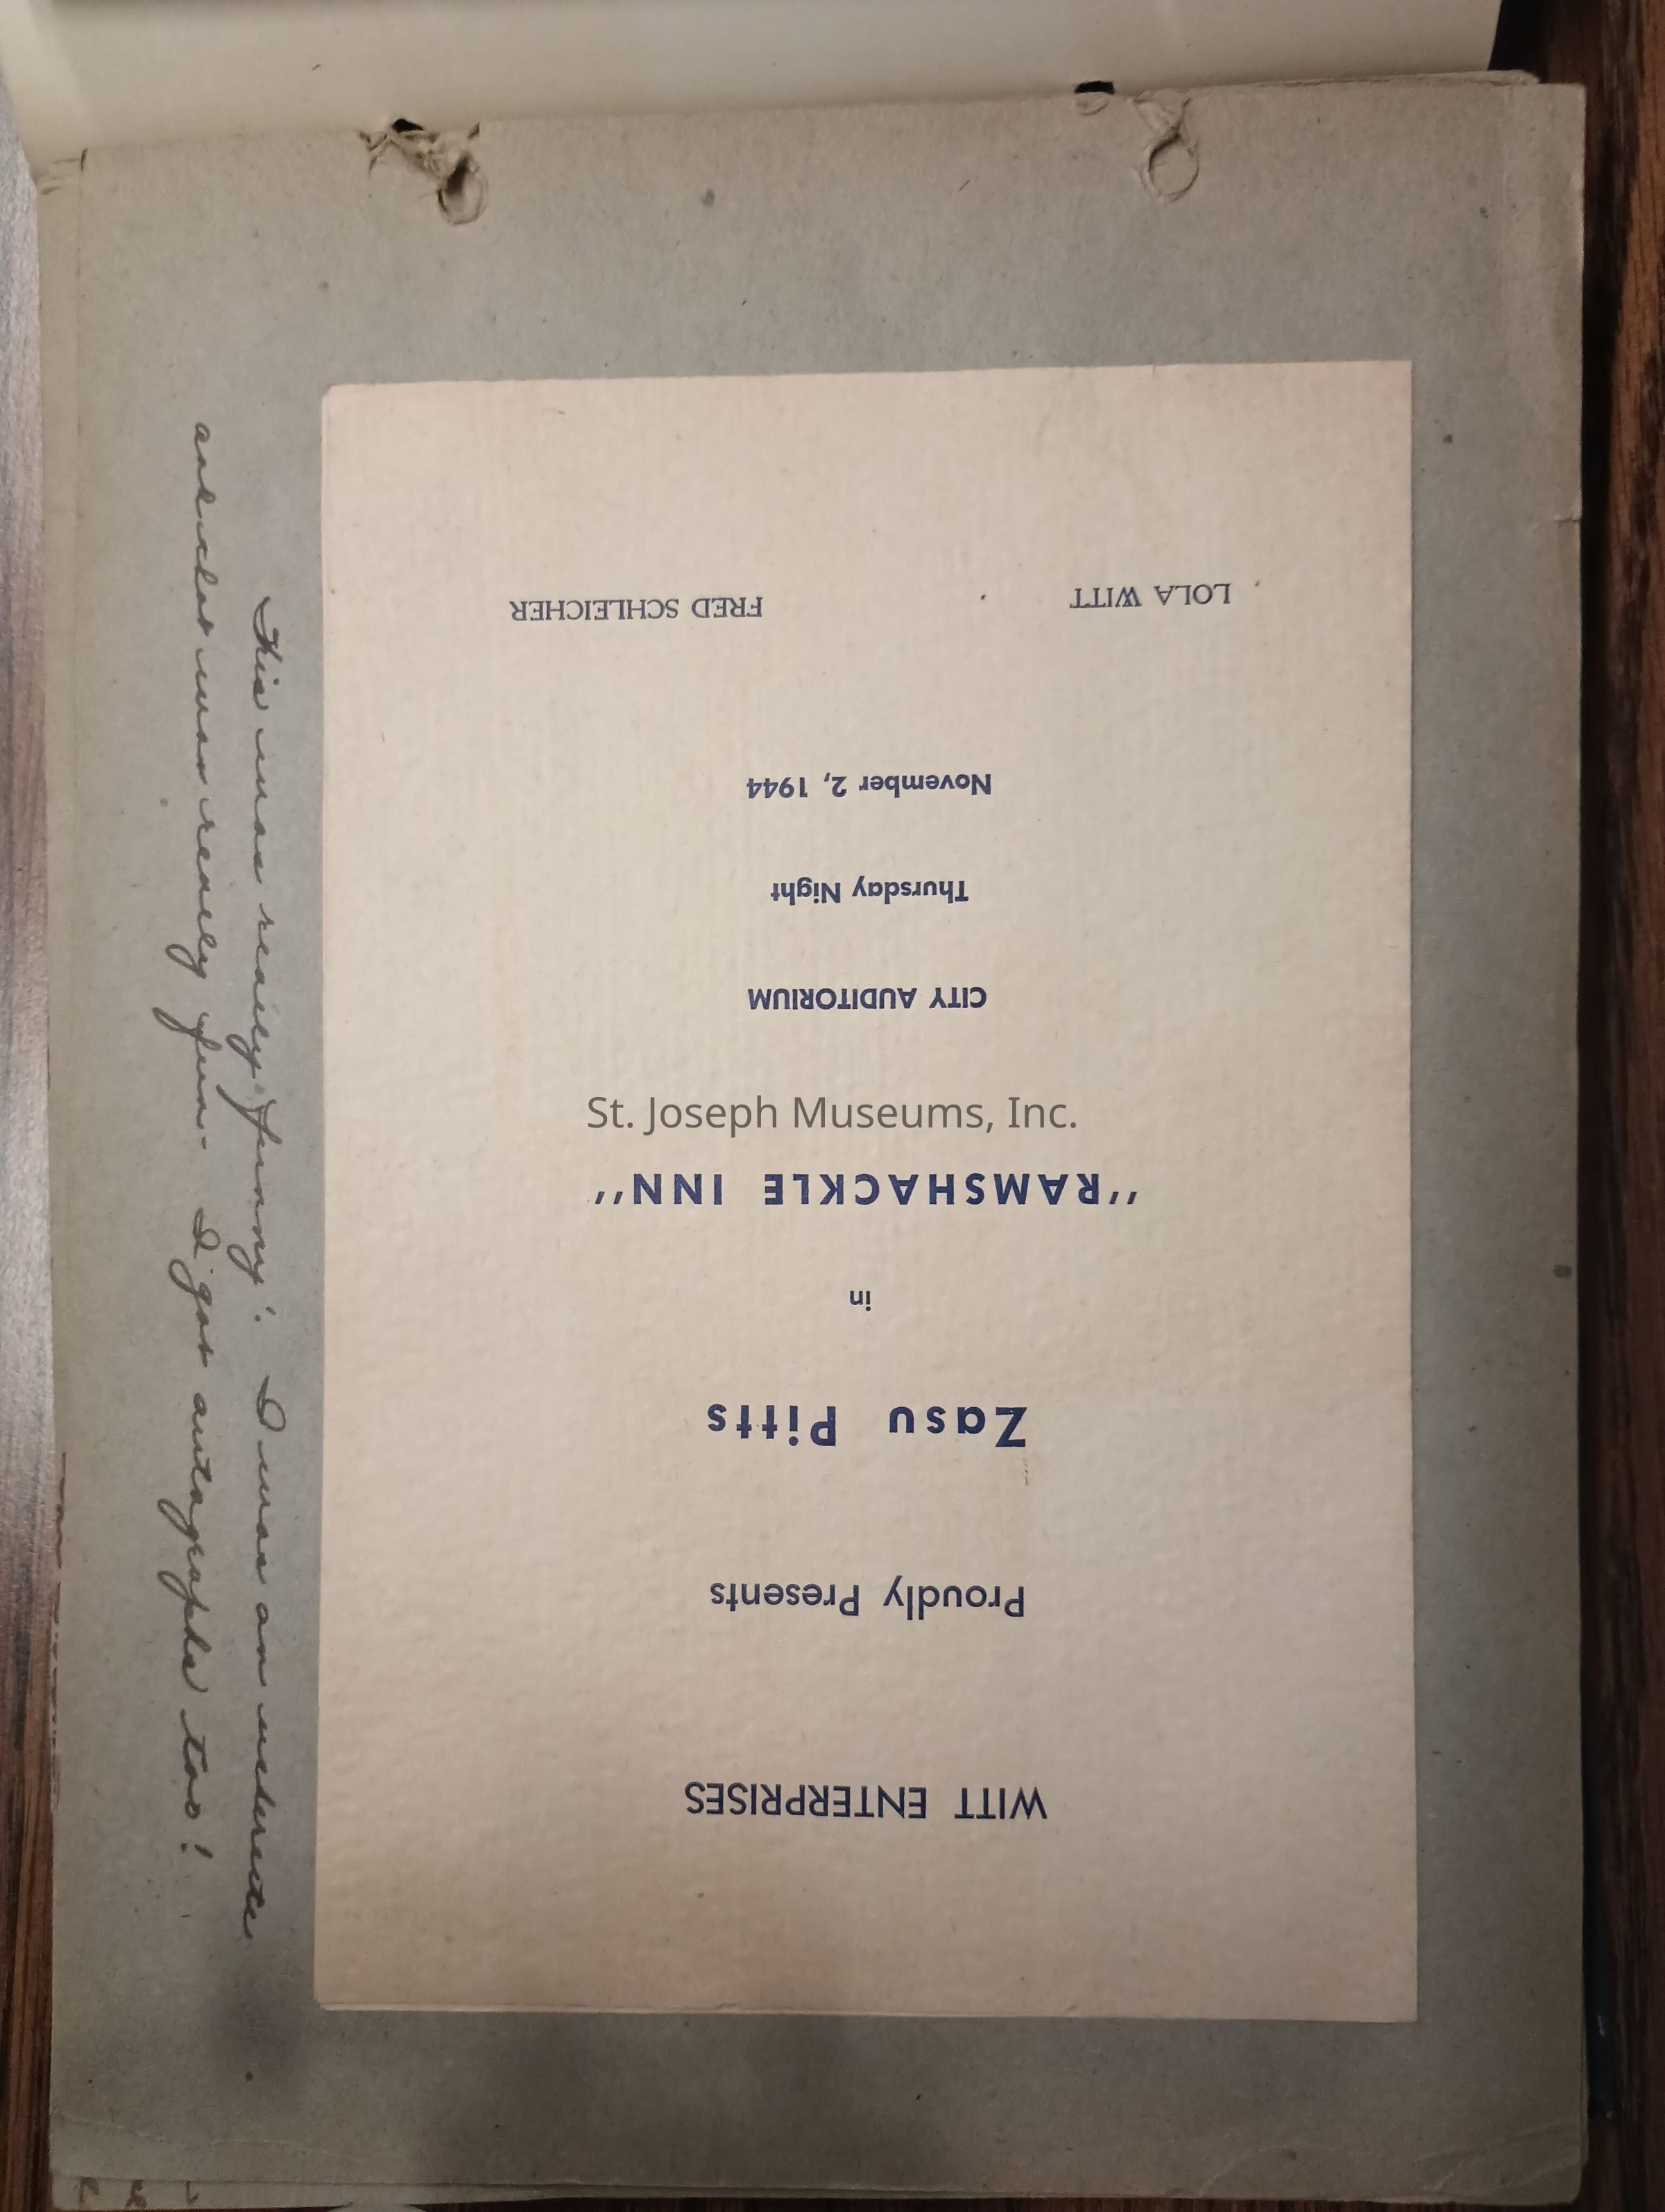 WITT ENTERPRISES
Proudly Presents
Zasu Pitts
in
"RAMSHACKLE INN"
CITY AUDITORIUM
Thursday Night
November 2, 1944
LOLA WITT FRED SCHLEICHER
This was really funny! I was an usherette
and it was really fun. I got autographs too!
St. Joseph Museums, Inc.